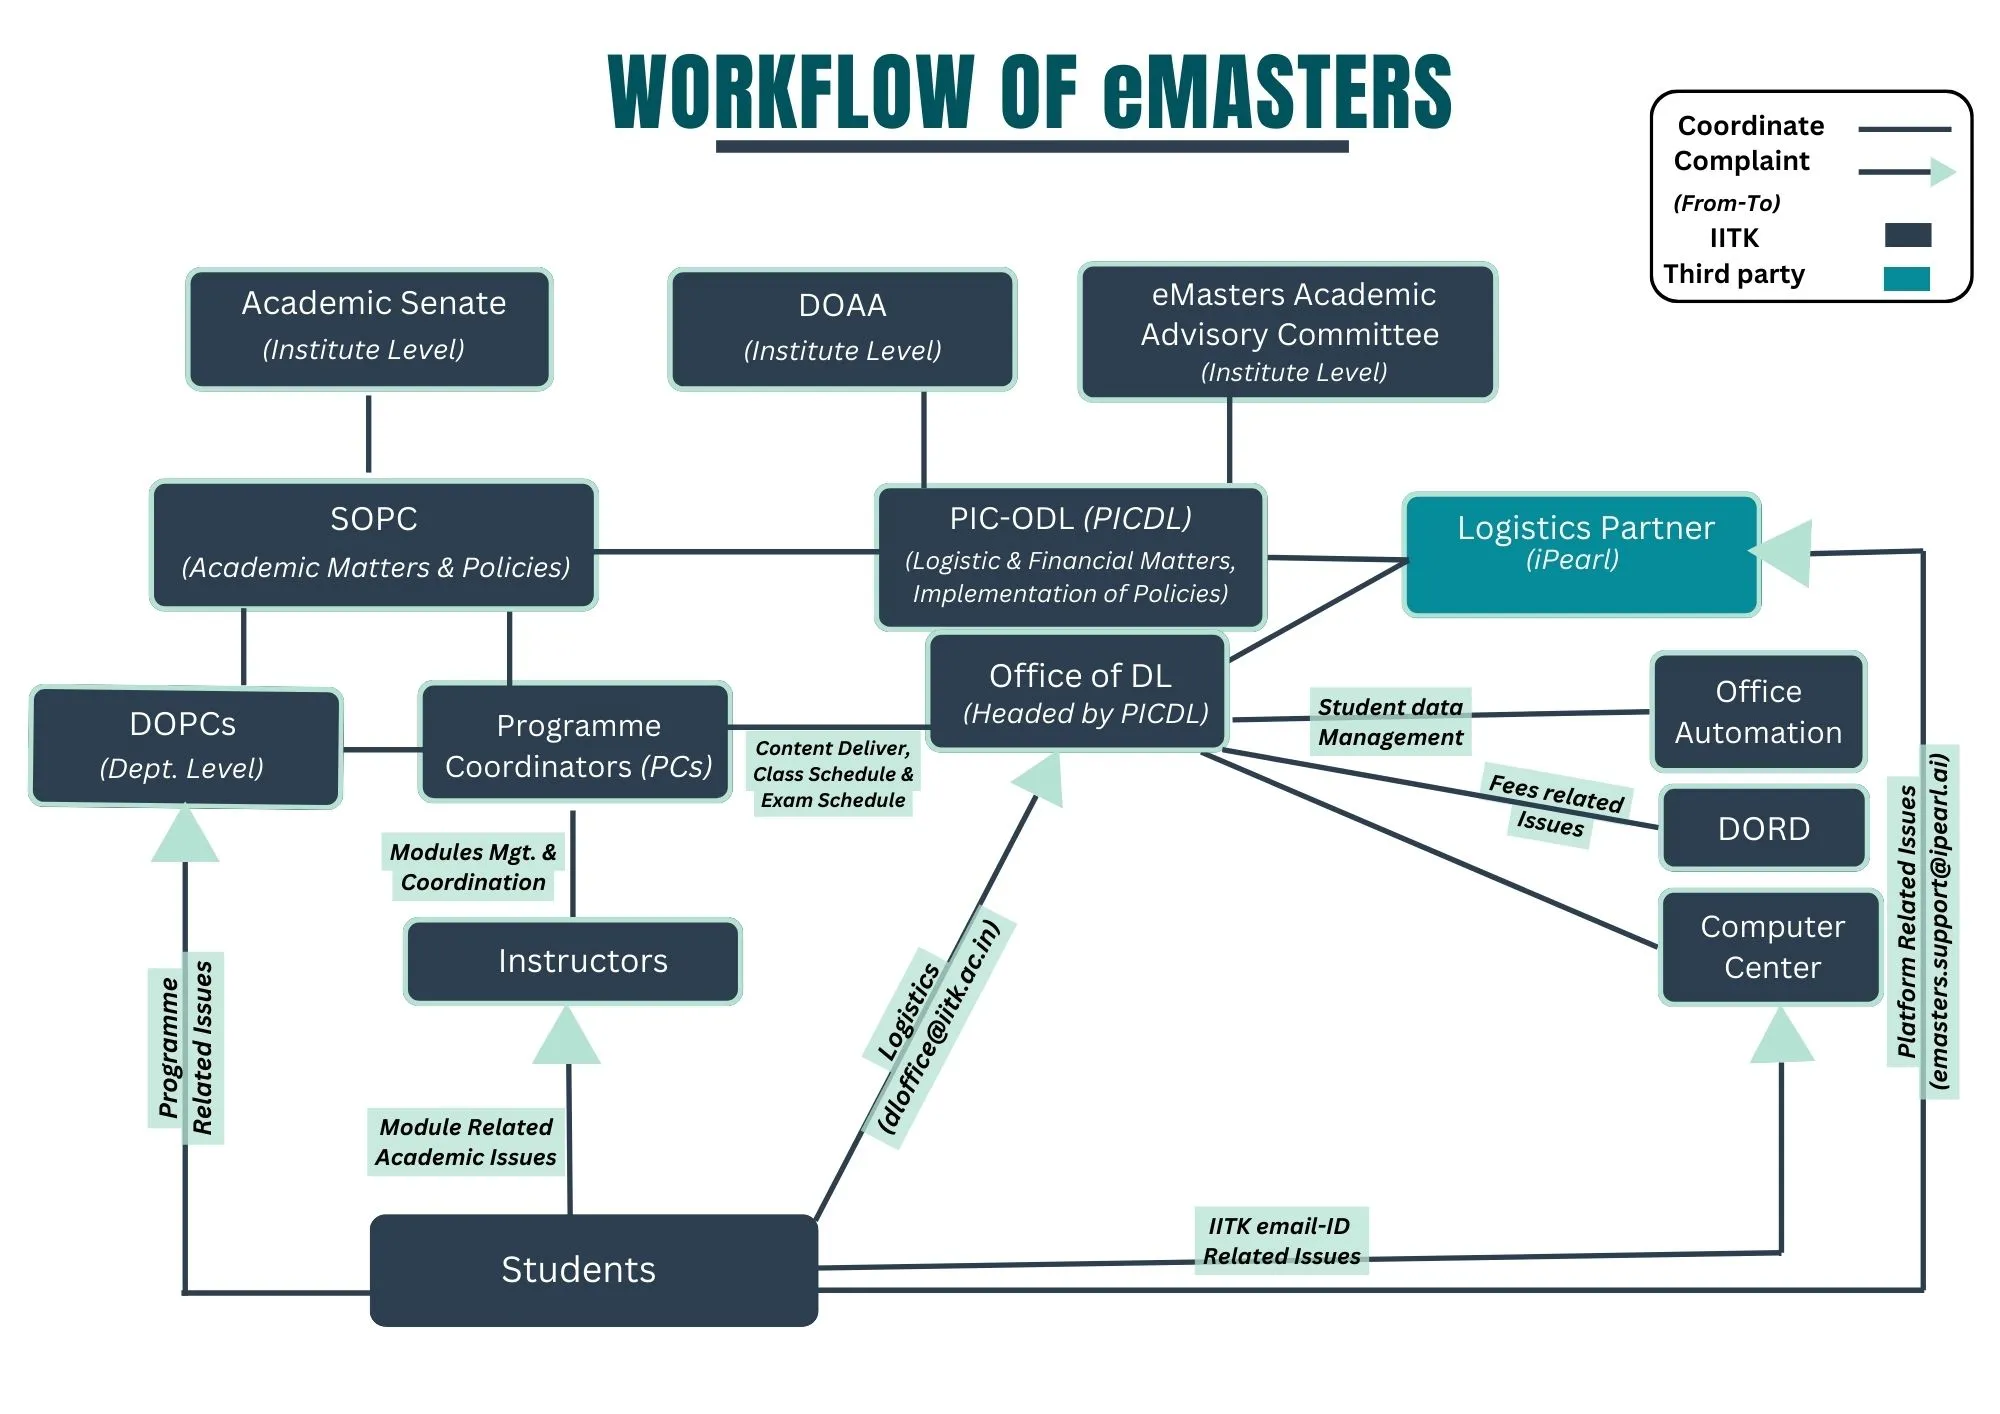 WORKFLOW OF eMASTERS
Coordinate
Complaint
(From-To)
IITK
Third party
Academic Senate
(Institute Level)
DOAA
(Institute Level)
eMasters Academic
Advisory Committee
(Institute Level)
SOPC
(Academic Matters & Policies)
PIC-ODL (PICDL)
(Logistic & Financial Matters,
Implementation of Policies)
Logistics Partner
(iPearl)
Office of DL
(Headed by PICDL)
DOPCs
(Dept. Level)
Programme
Coordinators (PCs)
Content Deliver,
Class Schedule &
Exam Schedule
Student data
Management
Office
Automation
Fees related
Issues
DORD
Computer
Center
Modules Mgt. &
Coordination
Instructors
Programme
Related Issues
Module Related
Academic Issues
Logistics
(dloffice@iitk.ac.in)
Platform Related Issues
(emasters.support@ipearl.ai)
IITK email-ID
Related Issues
Students